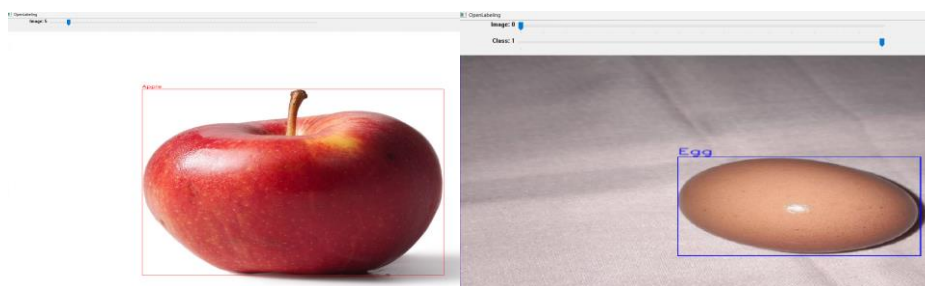 OpenLabeling
Image: 5
Apple
OpenLabeling
Image: 0
Class: 1
Egg